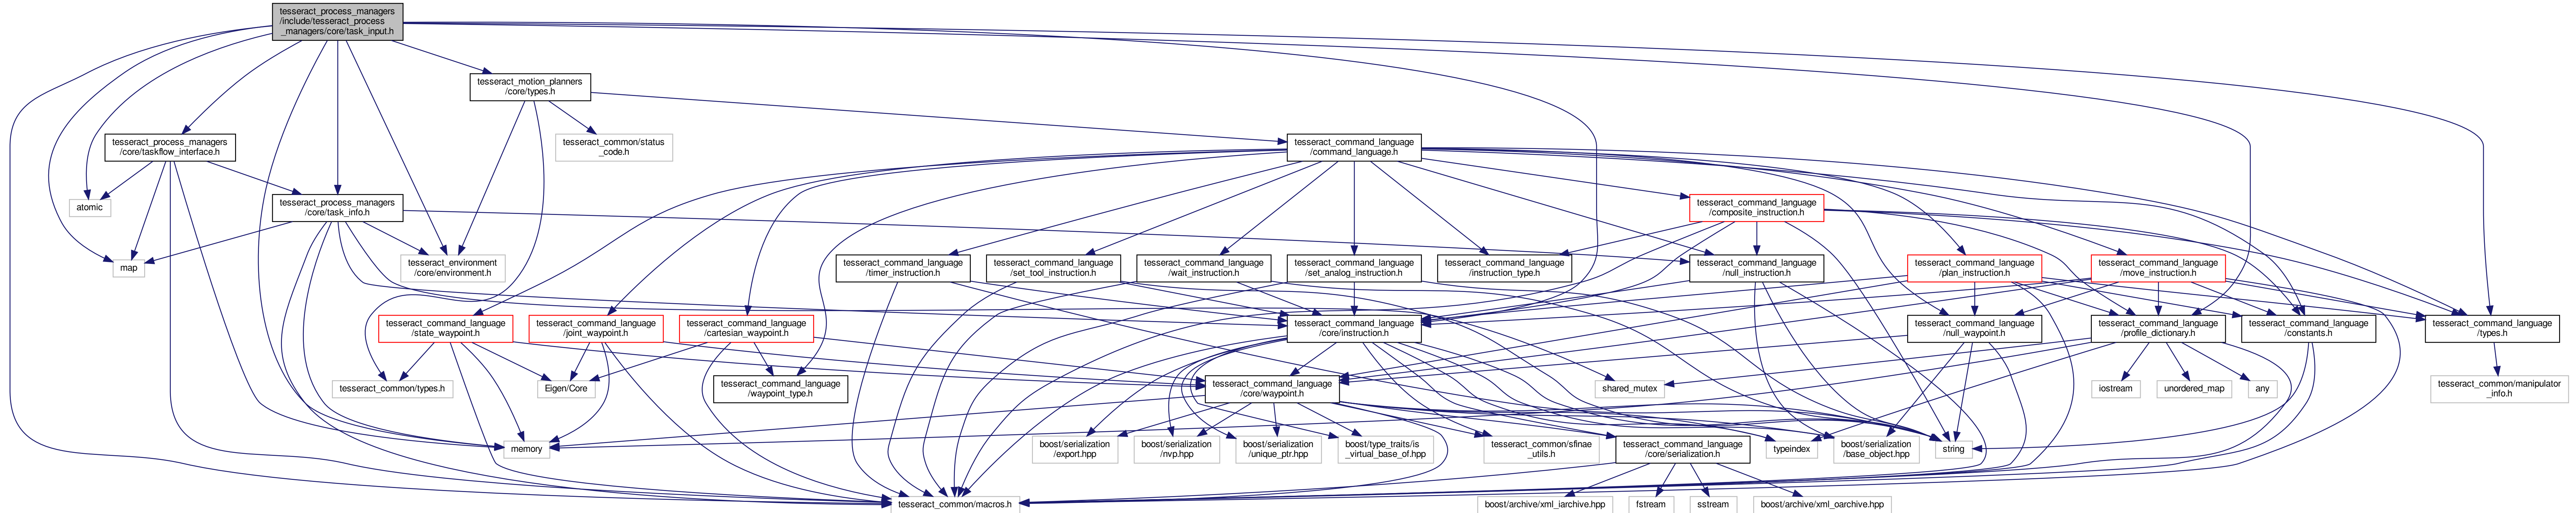 tesseract_process_managers
/include/tesseract_process
_managers/core/task_input.h
tesseract_motion_planners
/core/types.h
tesseract_process_managers
/core/taskflow_interface.h
tesseract_common/status
_code.h
tesseract_command_language
/command_language.h
atomic
tesseract_process_managers
/core/task_info.h
tesseract_command_language
/composite_instruction.h
map
tesseract_environment
/core/environment.h
tesseract_command_language
/timer_instruction.h
tesseract_command_language
/set_tool_instruction.h
tesseract_command_language
/wait_instruction.h
tesseract_command_language
/set_analog_instruction.h
tesseract_command_language
/instruction_type.h
tesseract_command_language
/null_instruction.h
tesseract_command_language
/plan_instruction.h
tesseract_command_language
/move_instruction.h
tesseract_command_language
/state_waypoint.h
tesseract_command_language
/joint_waypoint.h
tesseract_command_language
/cartesian_waypoint.h
tesseract_command_language
/core/instruction.h
tesseract_command_language
/null_waypoint.h
tesseract_command_language
/profile_dictionary.h
tesseract_command_language
/constants.h
tesseract_command_language
/types.h
tesseract_common/types.h
Eigen/Core
tesseract_command_language
/waypoint_type.h
tesseract_command_language
/core/waypoint.h
shared_mutex
iostream
unordered_map
any
tesseract_common/manipulator
_info.h
memory
boost/serialization
/export.hpp
boost/serialization
/nvp.hpp
boost/serialization
/unique_ptr.hpp
boost/type_traits/is
_virtual_base_of.hpp
tesseract_common/sfinae
_utils.h
tesseract_command_language
/core/serialization.h
typeindex
boost/serialization
/base_object.hpp
string
tesseract_common/macros.h
boost/archive/xml_iarchive.hpp
fstream
sstream
boost/archive/xml_oarchive.hpp